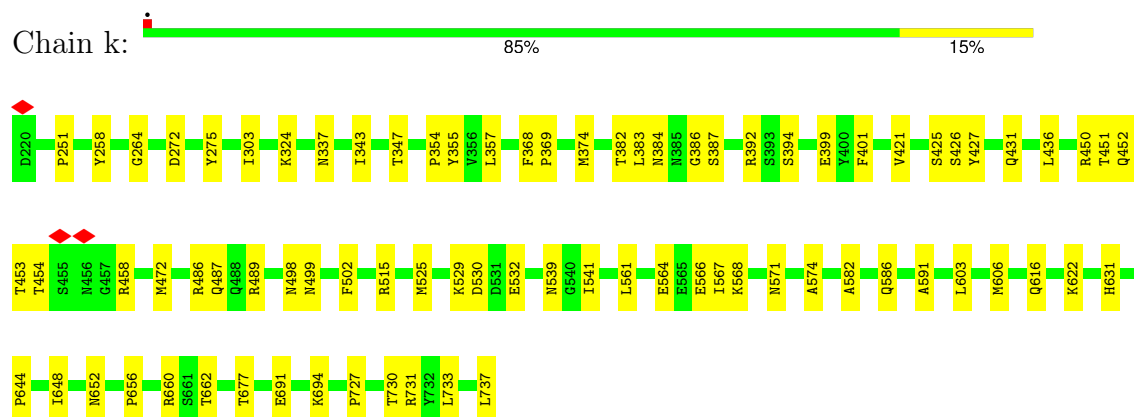 Chain k:
•
85% 15%
D220 P251 Y258 G264 D272 Y275 I303 K324 N337 I343 T347 P354 Y355 V356 L357 F368 P369 M374 T382 L383 N384 N385 G386 S387 R392 S393 S394 E399 Y400 F401 V421 S425 S426 Y427 Q431 L436 R450 T451 Q452
T453 T454 S455 N456 G457 R458 M472 R486 Q487 Q488 R489 N498 N499 F502 R515 M525 K529 D530 D531 E532 N539 G540 I541 L561 E564 E565 E566 I567 K568 N571 A574 A582 Q586 A591 L603 M606 Q616 K622 H631
P644 I648 N652 P656 R660 S661 T662 T677 E691 K694 P727 T730 R731 Y732 L733 L737